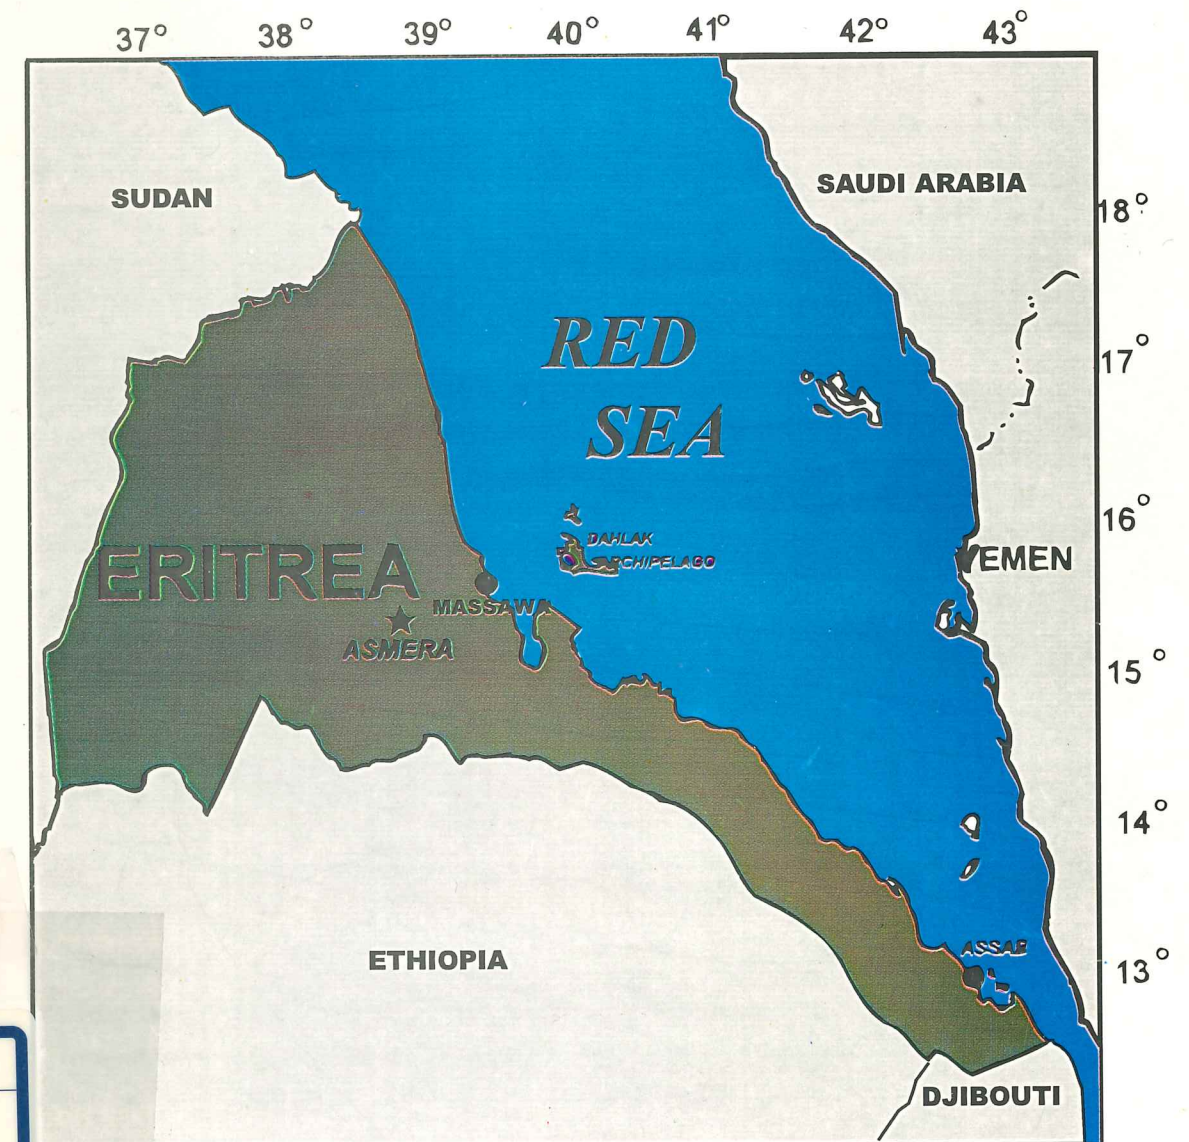 37° 38° 39° 40° 41° 42° 43°
SUDAN
SAUDI ARABIA
18°
RED
SEA
17°
16°
DAHLAK
ARCHIPELAGO
YEMEN
ERITREA
MASSAWA
ASMERA
15°
14°
ETHIOPIA
ASSAB
13°
DJIBOUTI